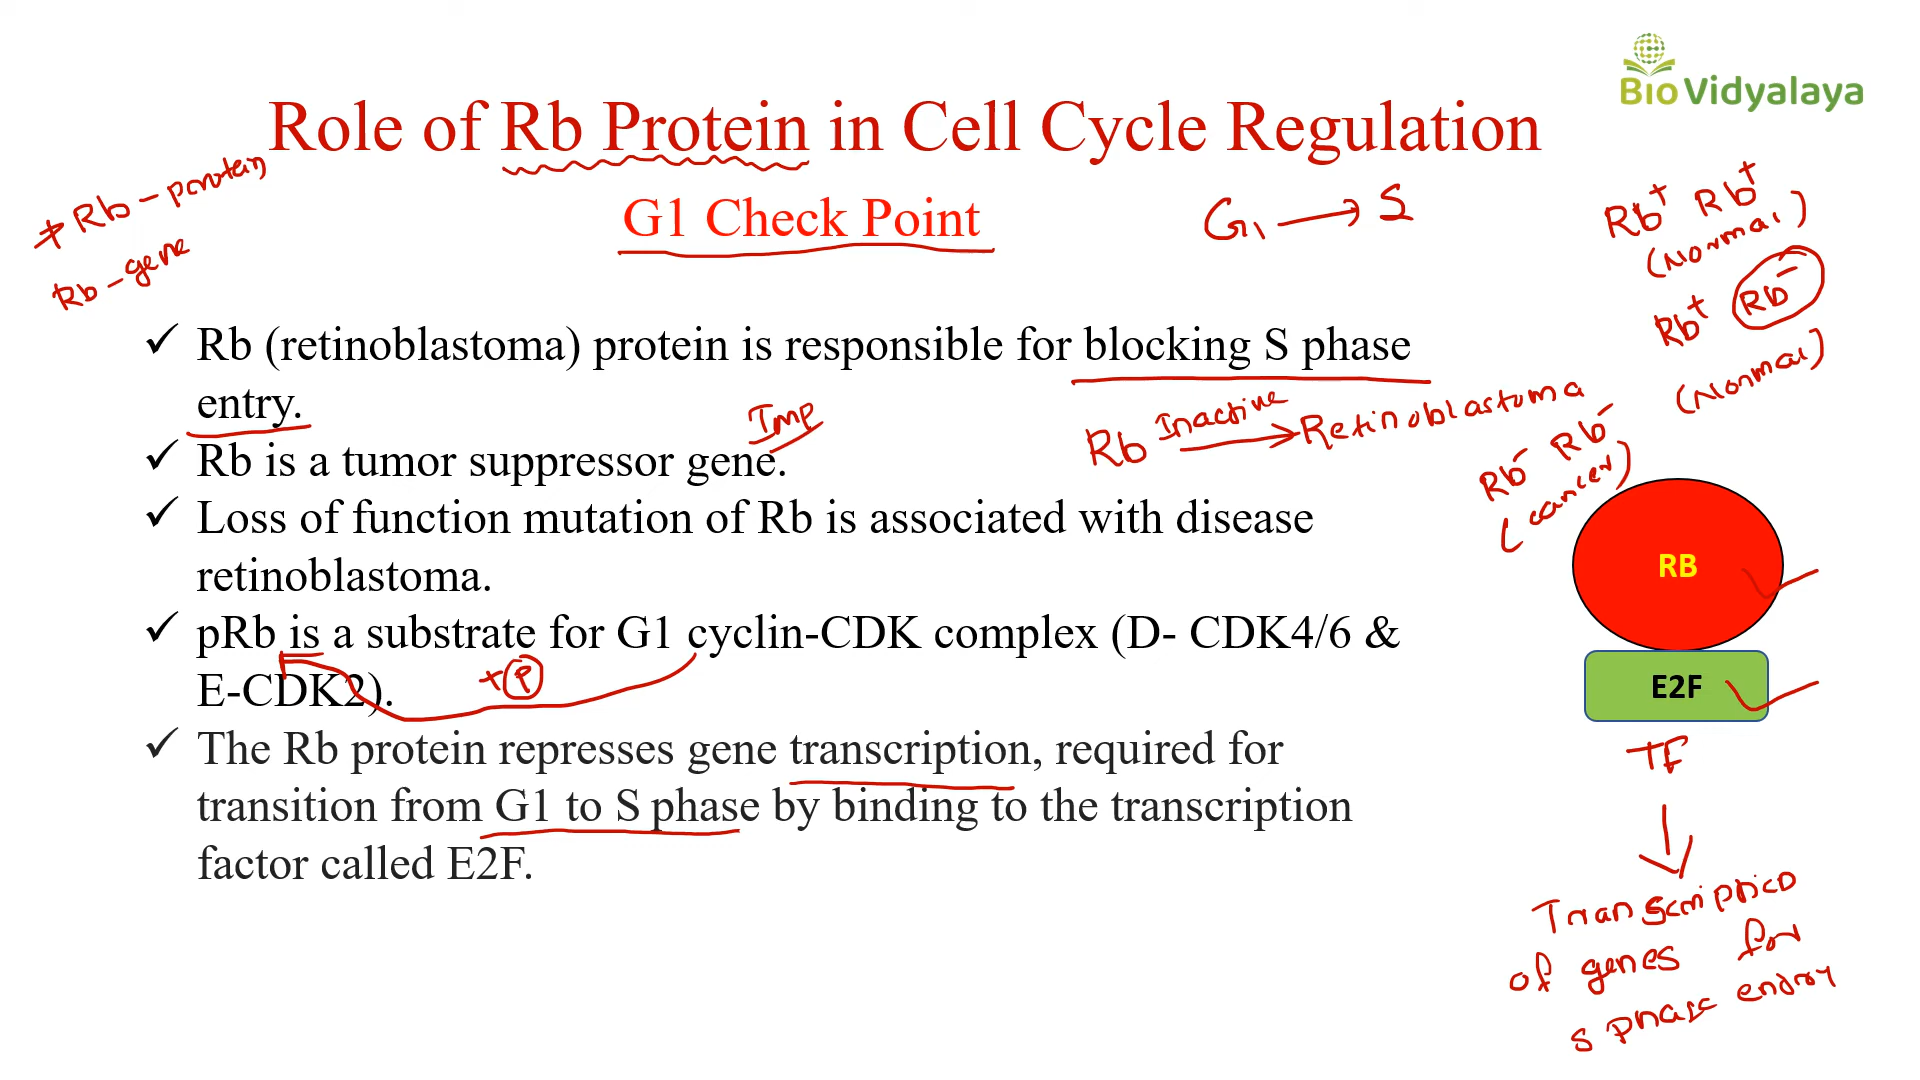 Bio Vidyalaya
Role of Rb Protein in Cell Cycle Regulation
* Rb - protein
Rb - gene
G1 Check Point
G1 → S
Rb+ Rb+
(Normal)
Rb+ Rb-
(Normal)
✓ Rb (retinoblastoma) protein is responsible for blocking S phase
entry.
Imp
Rb Inactive → Retinoblastoma
Rb- Rb-
(cancer)
✓ Rb is a tumor suppressor gene.
✓ Loss of function mutation of Rb is associated with disease
retinoblastoma.
✓ pRb is a substrate for G1 cyclin-CDK complex (D- CDK4/6 &
E-CDK2).
+P
✓ The Rb protein represses gene transcription, required for
transition from G1 to S phase by binding to the transcription
factor called E2F.
RB
E2F
TF
Transcription
of genes for
S phase entry